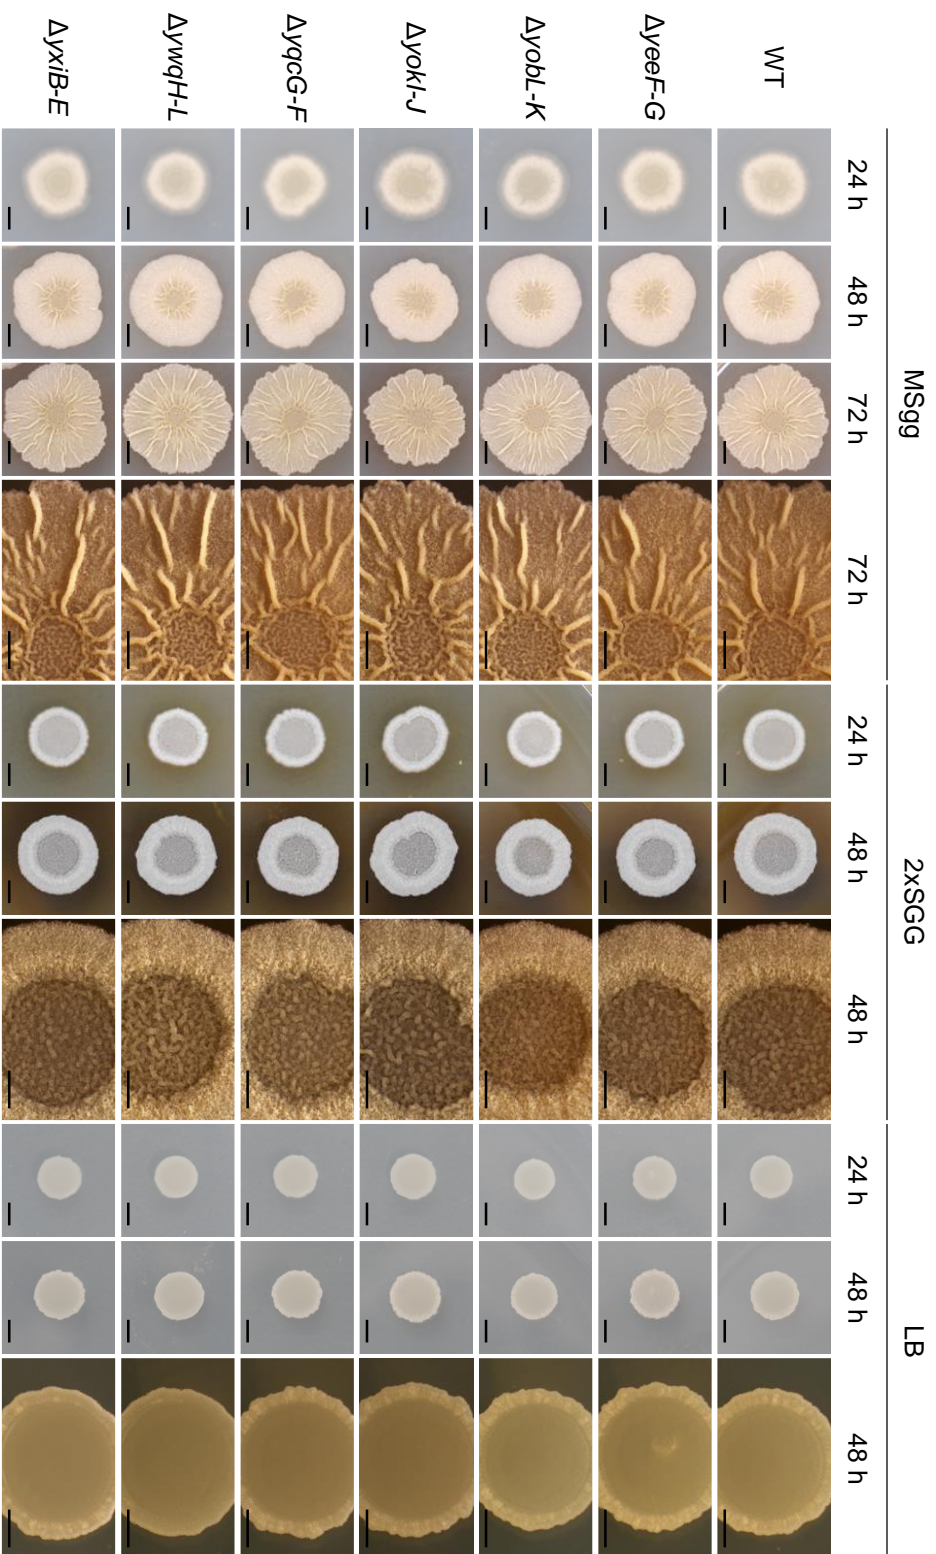 MSgg 2xSGG LB
24 h 48 h 72 h 72 h 24 h 48 h 48 h 24 h 48 h 48 h
WT
ΔyeeF-G
ΔyobL-K
ΔyokI-J
ΔyqcG-F
ΔywqH-L
ΔyxiB-E